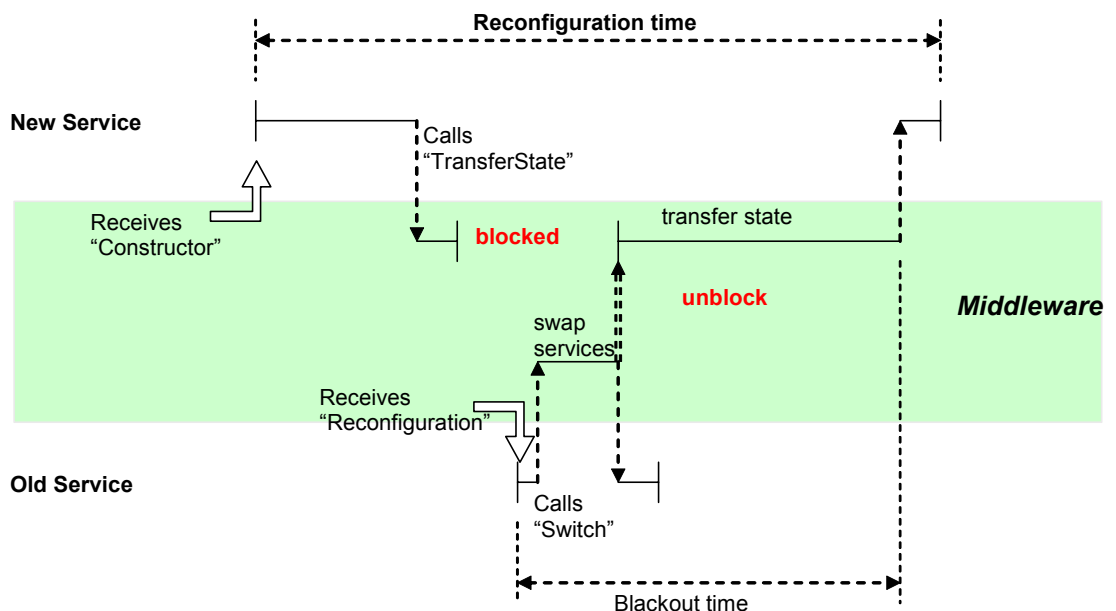 Reconfiguration time
New Service
Calls
“TransferState”
Receives
“Constructor”
blocked
transfer state
unblock
Middleware
swap
services
Receives
“Reconfiguration”
Old Service
Calls
“Switch”
Blackout time